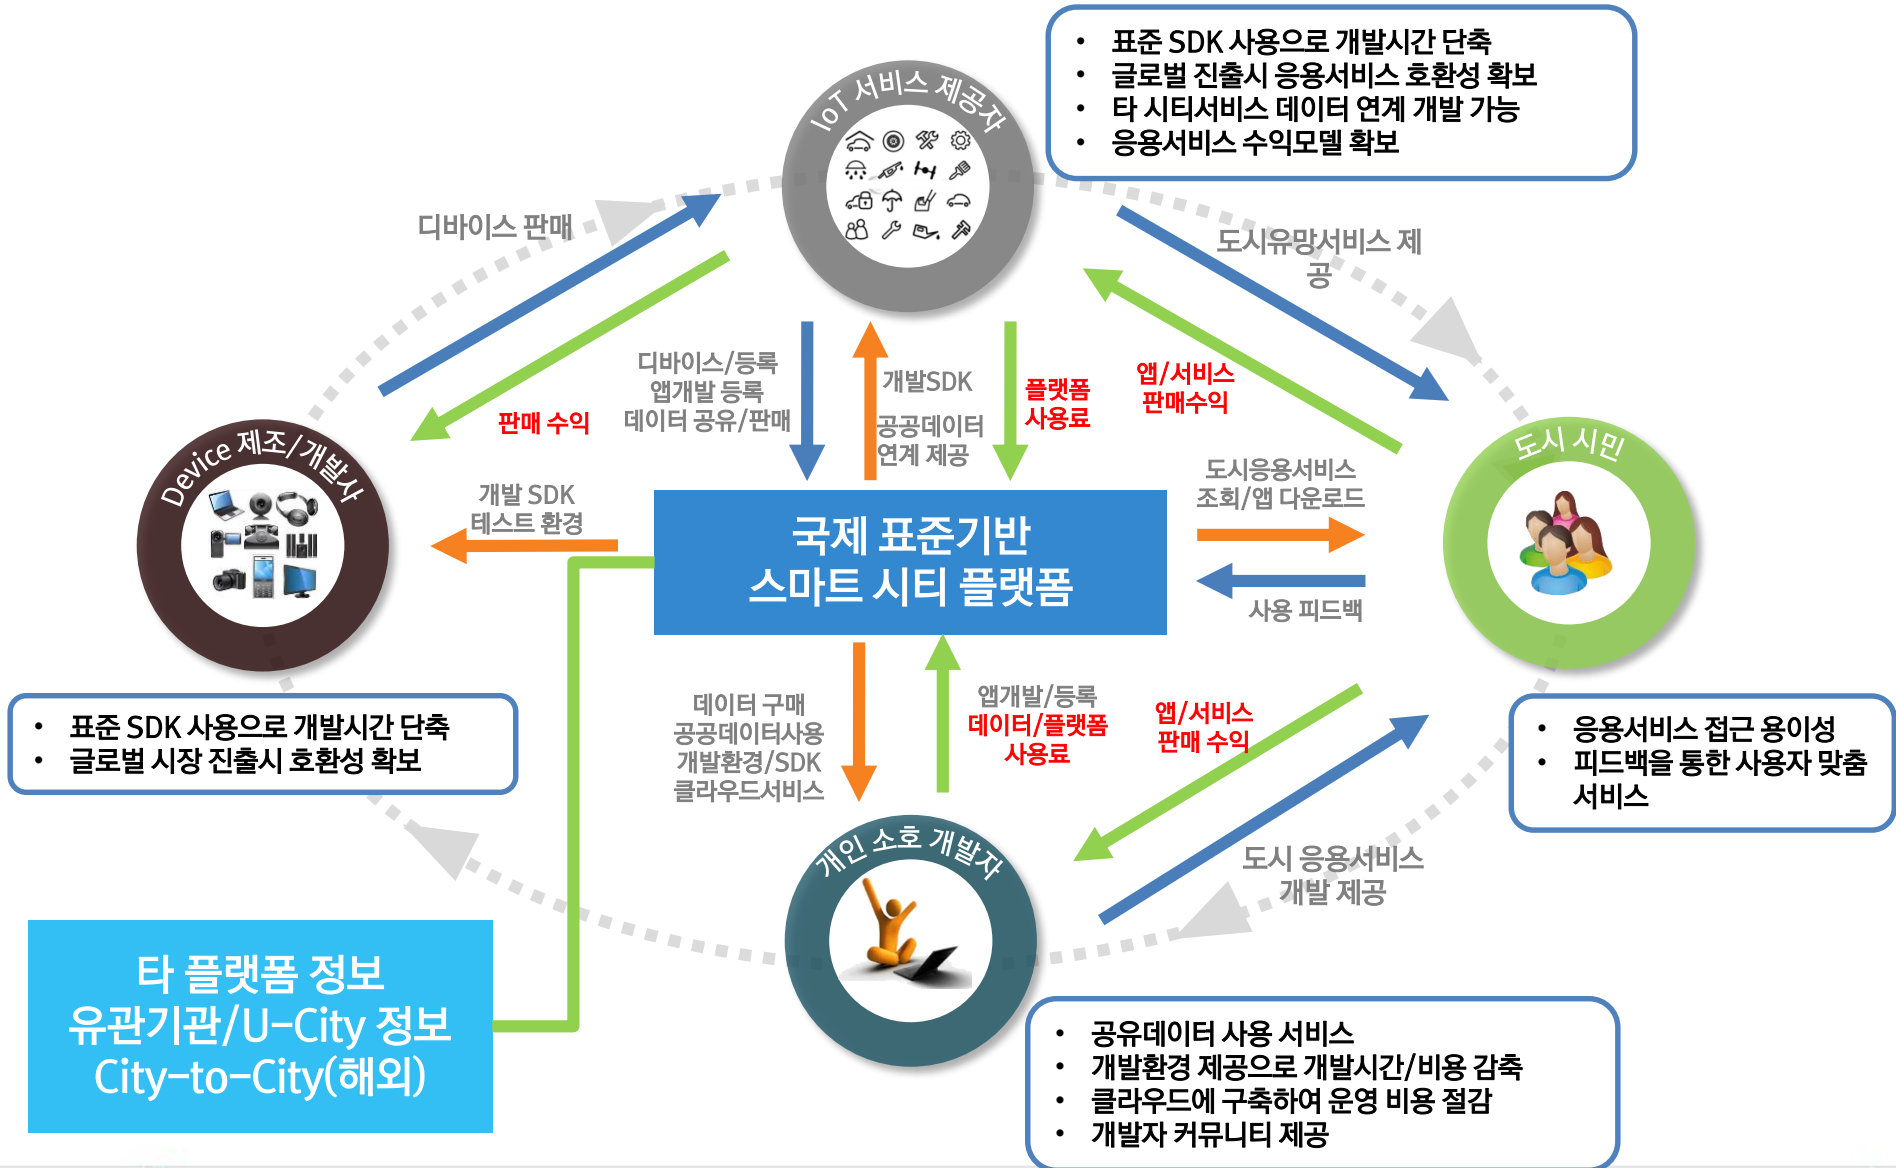 표준 SDK 사용으로 개발시간 단축
글로벌 진출시 응용서비스 호환성 확보
타 시티서비스 데이터 연계 개발 가능
응용서비스 수익모델 확보
IoT 서비스 제공자
디바이스 판매
도시유망서비스 제
공
디바이스/등록
앱개발 등록
데이터 공유/판매
개발SDK
공공데이터
연계 제공
플랫폼
사용료
앱/서비스
판매수익
판매 수익
Device 제조/개발사
도시 시민
개발 SDK
테스트 환경
국제 표준기반
스마트 시티 플랫폼
도시응용서비스
조회/앱 다운로드
사용 피드백
표준 SDK 사용으로 개발시간 단축
글로벌 시장 진출시 호환성 확보
데이터 구매
공공데이터사용
개발환경/SDK
클라우드서비스
앱개발/등록
데이터/플랫폼
사용료
앱/서비스
판매 수익
응용서비스 접근 용이성
피드백을 통한 사용자 맞춤
서비스
개인 소호 개발자
도시 응용서비스
개발 제공
타 플랫폼 정보
유관기관/U-City 정보
City-to-City(해외)
공유데이터 사용 서비스
개발환경 제공으로 개발시간/비용 감축
클라우드에 구축하여 운영 비용 절감
개발자 커뮤니티 제공